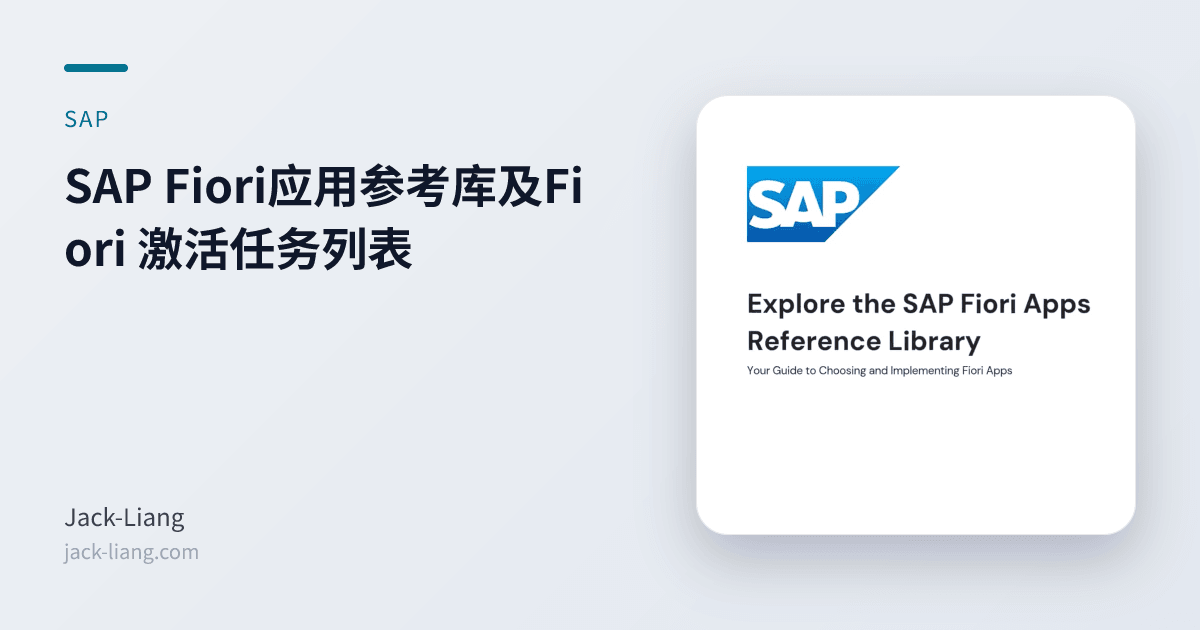 SAP
SAP Fiori应用参考库及Fi
ori 激活任务列表
Jack-Liang
jack-liang.com
SAP
Explore the SAP Fiori Apps
Reference Library
Your Guide to Choosing and Implementing Fiori Apps